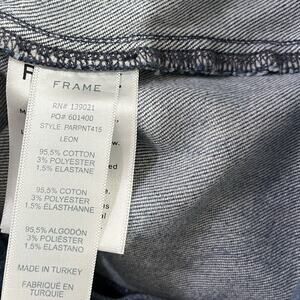 FRAME
RN# 139021
PO# 601400
STYLE: PARPNT415
LEON
95,5% COTTON
3% POLYESTER
1.5% ELASTANE
95,5% COTON
3% POLYESTER
1.5% ÉLASTHANNE
95,5% ALGODÓN
3% POLIÉSTER
1.5% ELASTANO
MADE IN TURKEY
FABRIQUÉ EN
TURQUIE